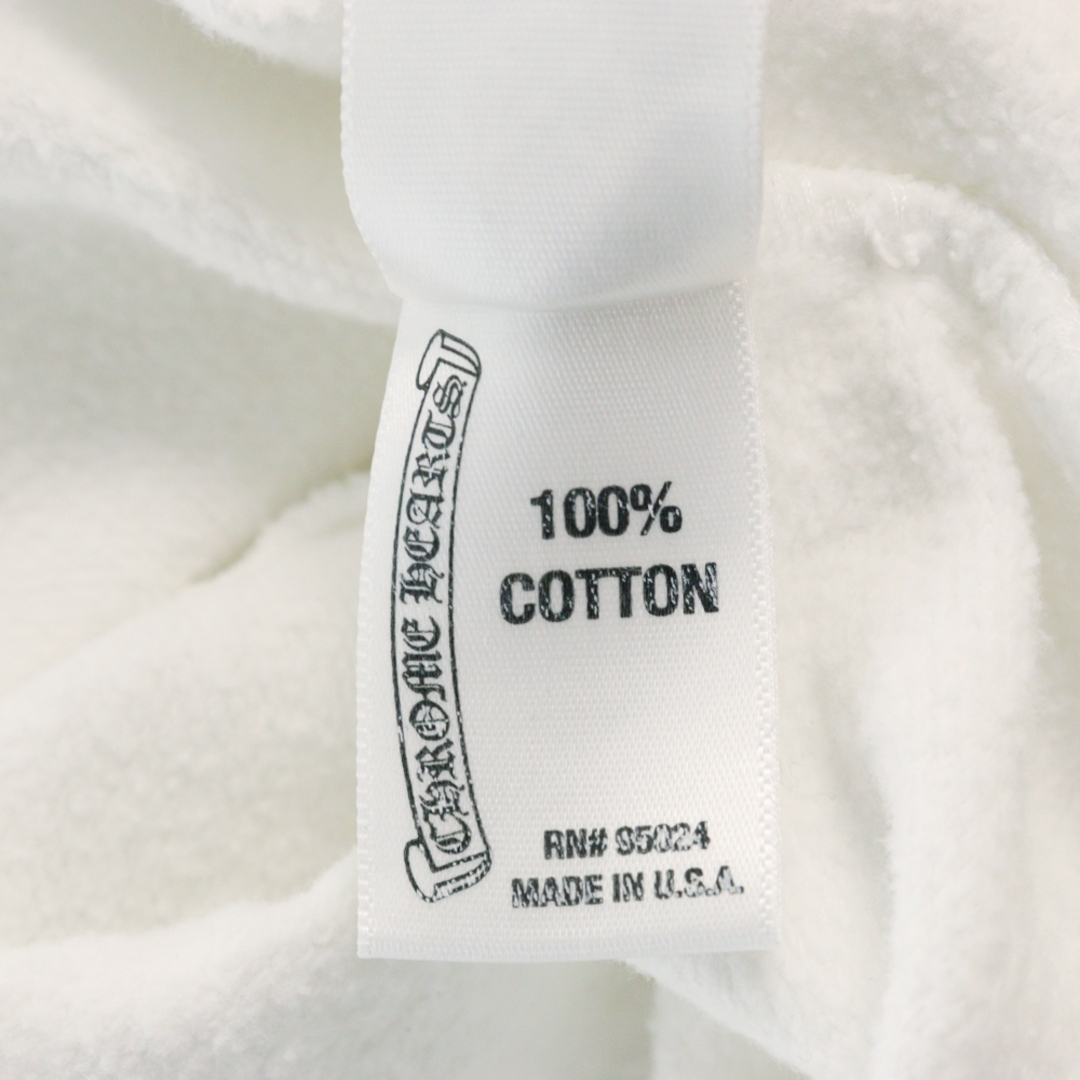 CHROME HEARTS
100%
COTTON
RN# 95024
MADE IN U.S.A.